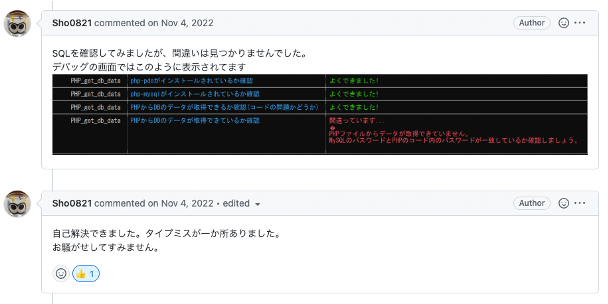 Sho0821 commented on Nov 4, 2022
Author
SQLを確認してみましたが、間違いは見つかりませんでした。
デバッグの画面ではこのように表示されてます
PHP_get_db_data php-pdoがインストールされているか確認 よくできました!
PHP_get_db_data php-mysqlがインストールされているか確認 よくできました!
PHP_get_db_data PHPからDBのデータが取得できるか確認(コードの問題かどうか) よくできました!
PHP_get_db_data PHPからDBのデータが取得できているか確認 間違っています...
PHPファイルからデータが取得できていません。
MySQLのパスワードとPHPのコード内のパスワードが一致しているか確認しましょう。
Sho0821 commented on Nov 4, 2022 • edited
Author
自己解決できました。タイプミスが一か所ありました。
お騒がせしてすみません。
1